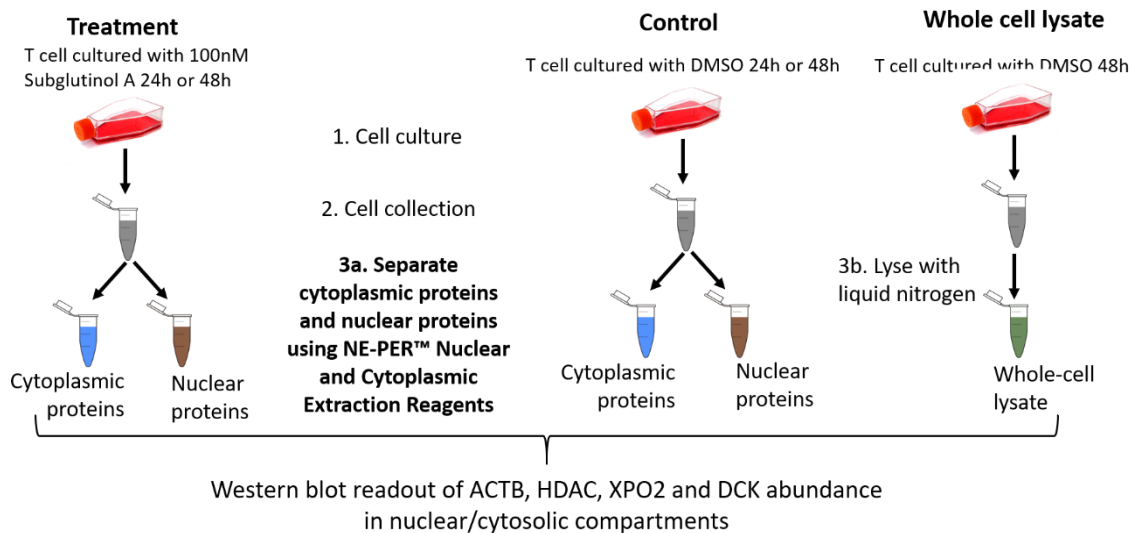 Treatment
T cell cultured with 100nM
Subglutinol A 24h or 48h
1. Cell culture
2. Cell collection
3a. Separate
cytoplasmic proteins
and nuclear proteins
using NE-PER™ Nuclear
and Cytoplasmic
Extraction Reagents
Cytoplasmic
proteins
Nuclear
proteins
Control
T cell cultured with DMSO 24h or 48h
Cytoplasmic
proteins
Nuclear
proteins
Whole cell lysate
T cell cultured with DMSO 48h
3b. Lyse with
liquid nitrogen
Whole-cell
lysate
Western blot readout of ACTB, HDAC, XPO2 and DCK abundance
in nuclear/cytosolic compartments